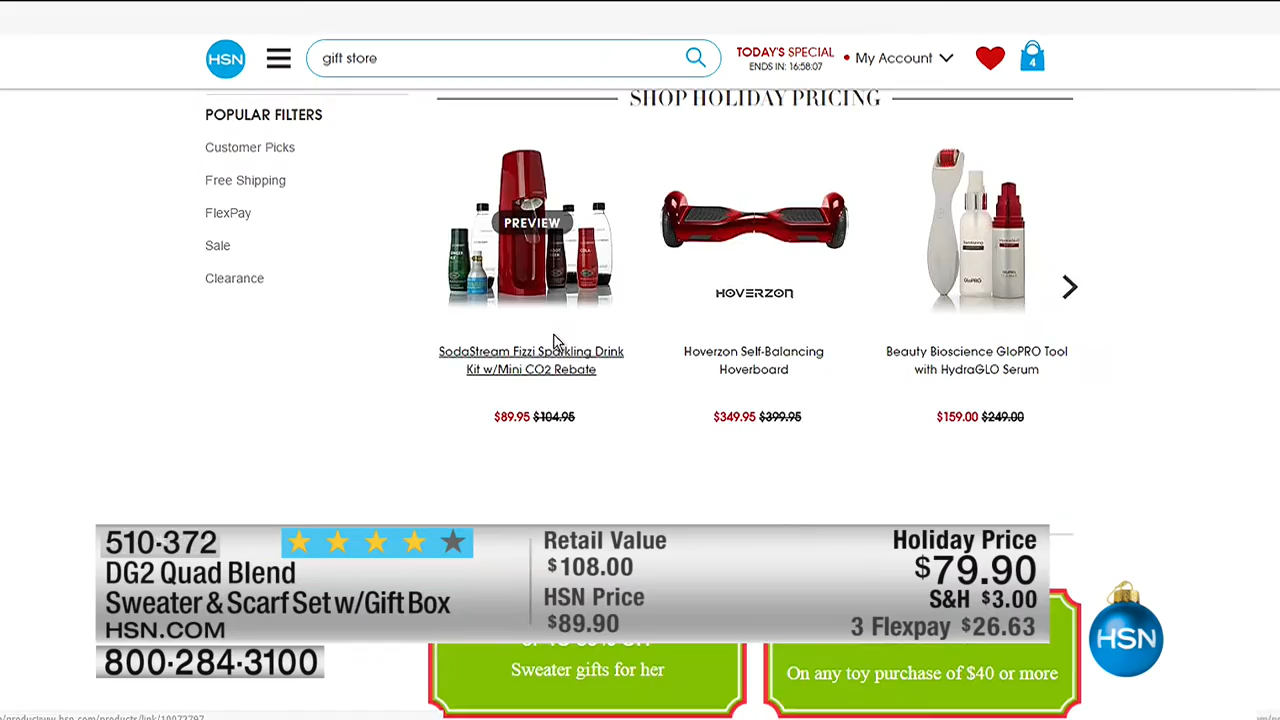 HSN
gift store
TODAY'S SPECIAL
ENDS IN: 16:58:07
My Account
4
SHOP HOLIDAY PRICING
POPULAR FILTERS
Customer Picks
Free Shipping
FlexPay
Sale
Clearance
PREVIEW
HOVERZON
GloPRO
SodaStream Fizzi Sparkling Drink
Kit w/Mini CO2 Rebate
$89.95 $104.95
Hoverzon Self-Balancing
Hoverboard
$349.95 $399.95
Beauty Bioscience GloPRO Tool
with HydraGLO Serum
$159.00 $249.00
510-372
DG2 Quad Blend
Sweater & Scarf Set w/Gift Box
HSN.COM
800-284-3100
Retail Value
$108.00
HSN Price
$89.90
Holiday Price
$79.90
S&H $3.00
3 Flexpay $26.63
Sweater gifts for her
On any toy purchase of $40 or more
HSN